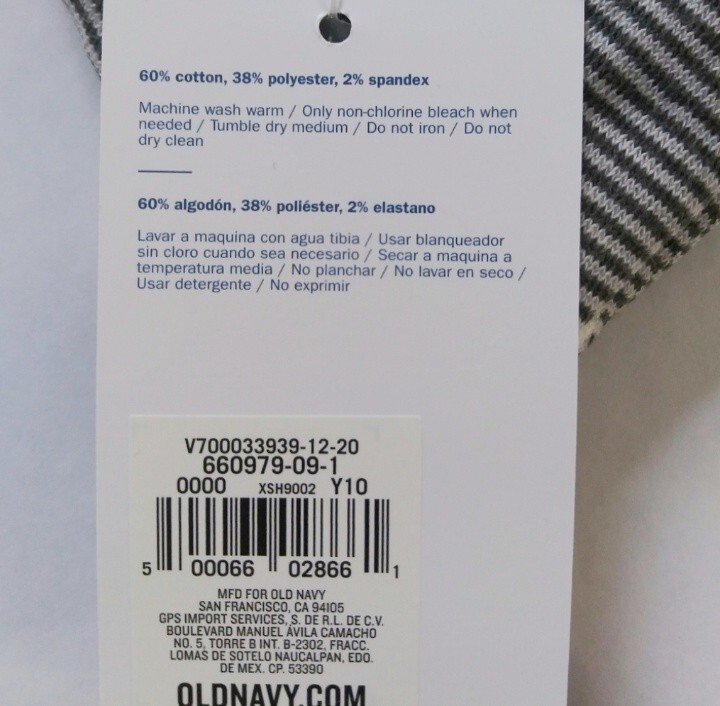 60% cotton, 38% polyester, 2% spandex
Machine wash warm / Only non-chlorine bleach when
needed / Tumble dry medium / Do not iron / Do not
dry clean
60% algodón, 38% poliéster, 2% elastano
Lavar a maquina con agua tibia / Usar blanqueador
sin cloro cuando sea necesario / Secar a maquina a
temperatura media / No planchar / No lavar en seco /
Usar detergente / No exprimir
V700033939-12-20
660979-09-1
0000 XSH9002 Y10
5 00066 02866 1
MFD FOR OLD NAVY
SAN FRANCISCO, CA 94105
GPS IMPORT SERVICES, S. DE R.L. DE C.V.
BOULEVARD MANUEL ÁVILA CAMACHO
NO. 5, TORRE B INT. B-2302, FRACC.
LOMAS DE SOTELO NAUCALPAN, EDO.
DE MEX. CP. 53390
OLDNAVY.COM